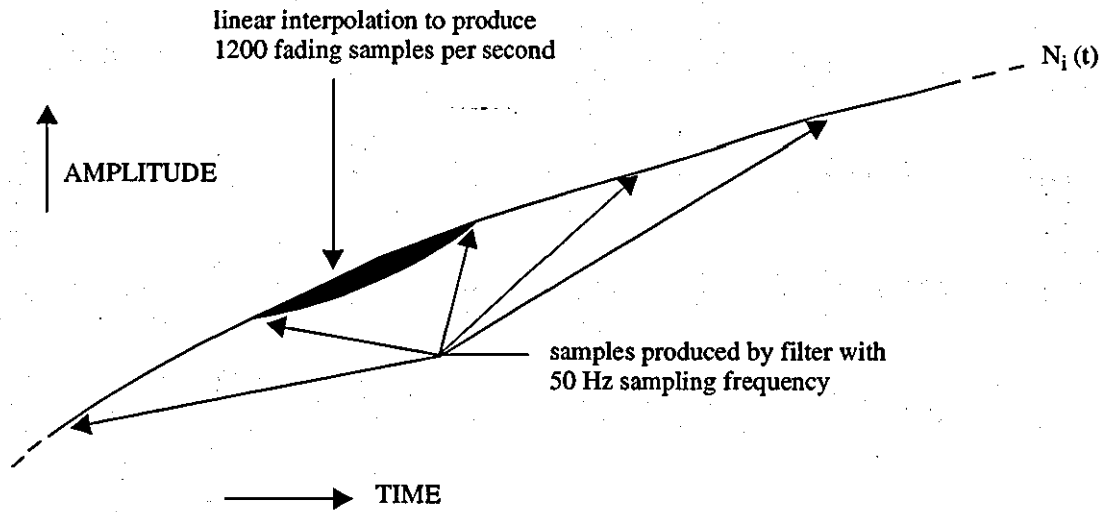 linear interpolation to produce
1200 fading samples per second
N_i (t)
AMPLITUDE
samples produced by filter with
50 Hz sampling frequency
TIME